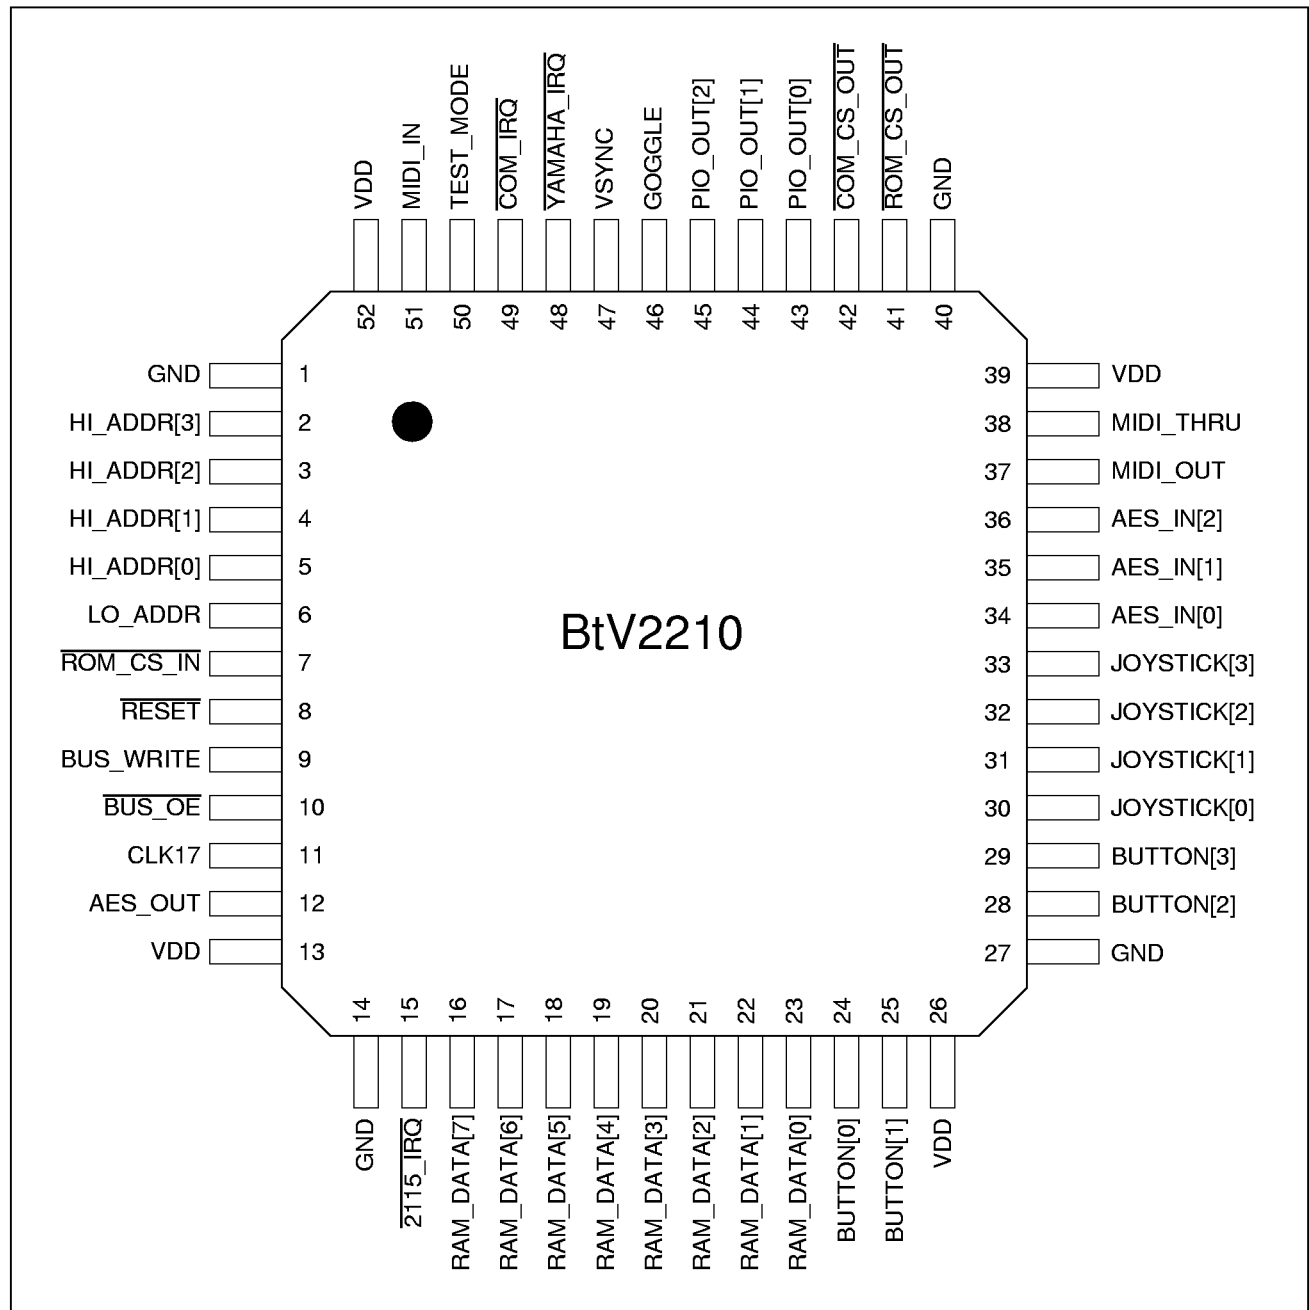 VDD
MIDI_IN
TEST_MODE
COM_IRQ
YAMAHA_IRQ
VSYNC
GOGGLE
PIO_OUT[2]
PIO_OUT[1]
PIO_OUT[0]
COM_CS_OUT
ROM_CS_OUT
GND
52 51 50 49 48 47 46 45 44 43 42 41 40
GND 1 39 VDD
HI_ADDR[3] 2 38 MIDI_THRU
HI_ADDR[2] 3 37 MIDI_OUT
HI_ADDR[1] 4 36 AES_IN[2]
HI_ADDR[0] 5 35 AES_IN[1]
LO_ADDR 6 34 AES_IN[0]
BtV2210
ROM_CS_IN 7 33 JOYSTICK[3]
RESET 8 32 JOYSTICK[2]
BUS_WRITE 9 31 JOYSTICK[1]
BUS_OE 10 30 JOYSTICK[0]
CLK17 11 29 BUTTON[3]
AES_OUT 12 28 BUTTON[2]
VDD 13 27 GND
14 15 16 17 18 19 20 21 22 23 24 25 26
GND
2115_IRQ
RAM_DATA[7]
RAM_DATA[6]
RAM_DATA[5]
RAM_DATA[4]
RAM_DATA[3]
RAM_DATA[2]
RAM_DATA[1]
RAM_DATA[0]
BUTTON[0]
BUTTON[1]
VDD